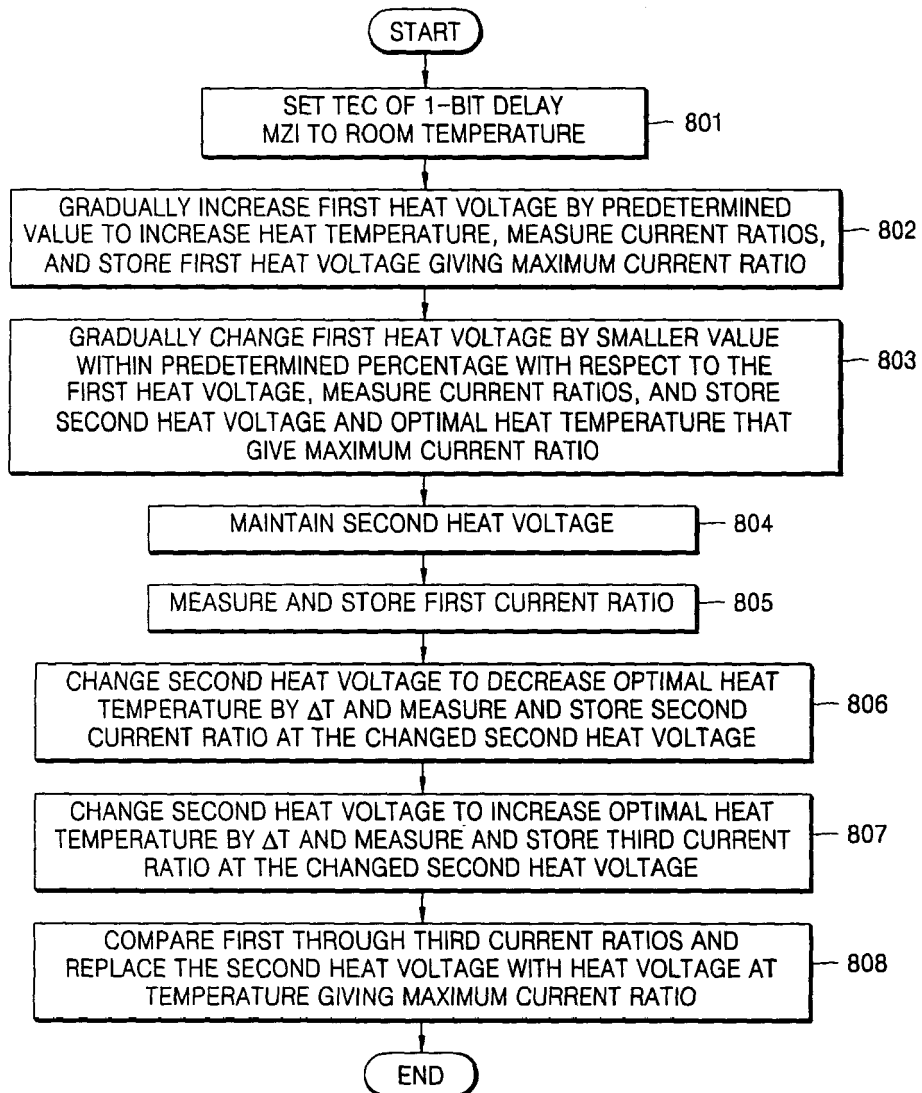 START
SET TEC OF 1-BIT DELAY
MZI TO ROOM TEMPERATURE
801
GRADUALLY INCREASE FIRST HEAT VOLTAGE BY PREDETERMINED
VALUE TO INCREASE HEAT TEMPERATURE, MEASURE CURRENT RATIOS,
AND STORE FIRST HEAT VOLTAGE GIVING MAXIMUM CURRENT RATIO
802
GRADUALLY CHANGE FIRST HEAT VOLTAGE BY SMALLER VALUE
WITHIN PREDETERMINED PERCENTAGE WITH RESPECT TO THE
FIRST HEAT VOLTAGE, MEASURE CURRENT RATIOS, AND STORE
SECOND HEAT VOLTAGE AND OPTIMAL HEAT TEMPERATURE THAT
GIVE MAXIMUM CURRENT RATIO
803
MAINTAIN SECOND HEAT VOLTAGE
804
MEASURE AND STORE FIRST CURRENT RATIO
805
CHANGE SECOND HEAT VOLTAGE TO DECREASE OPTIMAL HEAT
TEMPERATURE BY ΔT AND MEASURE AND STORE SECOND
CURRENT RATIO AT THE CHANGED SECOND HEAT VOLTAGE
806
CHANGE SECOND HEAT VOLTAGE TO INCREASE OPTIMAL HEAT
TEMPERATURE BY ΔT AND MEASURE AND STORE THIRD CURRENT
RATIO AT THE CHANGED SECOND HEAT VOLTAGE
807
COMPARE FIRST THROUGH THIRD CURRENT RATIOS AND
REPLACE THE SECOND HEAT VOLTAGE WITH HEAT VOLTAGE AT
TEMPERATURE GIVING MAXIMUM CURRENT RATIO
808
END